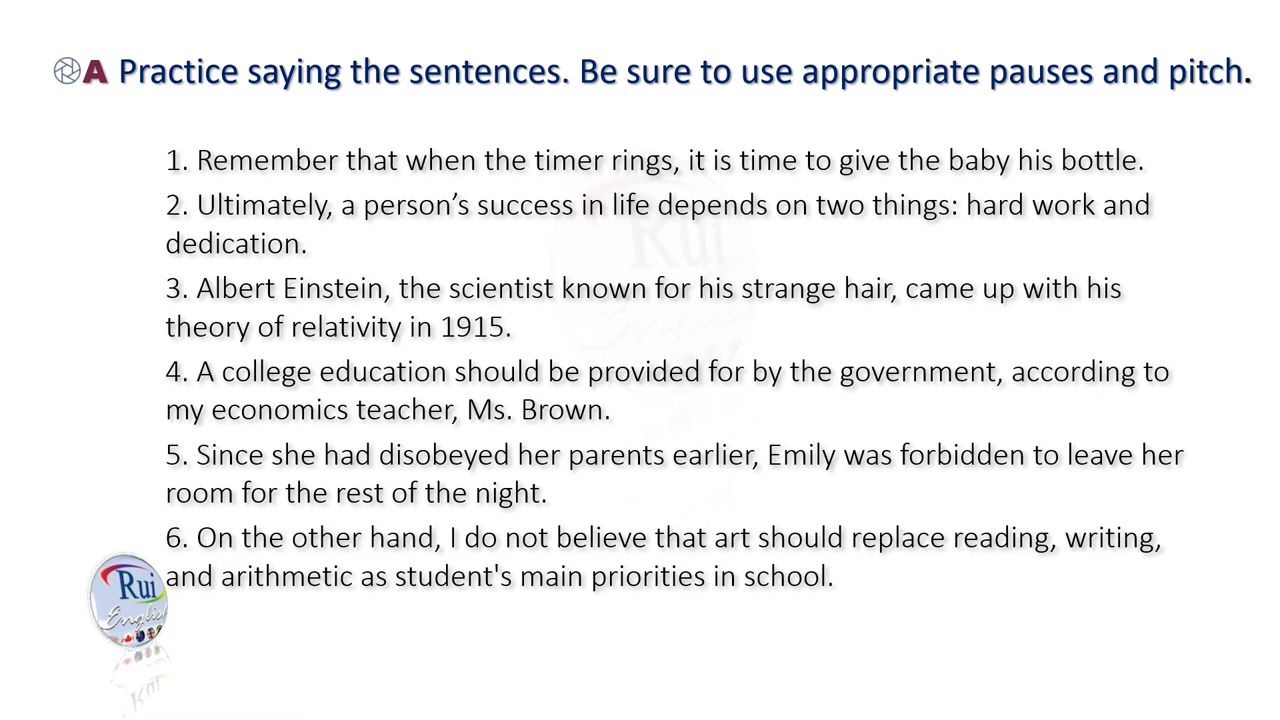 A Practice saying the sentences. Be sure to use appropriate pauses and pitch.
1. Remember that when the timer rings, it is time to give the baby his bottle.
2. Ultimately, a person’s success in life depends on two things: hard work and
dedication.
3. Albert Einstein, the scientist known for his strange hair, came up with his
theory of relativity in 1915.
4. A college education should be provided for by the government, according to
my economics teacher, Ms. Brown.
5. Since she had disobeyed her parents earlier, Emily was forbidden to leave her
room for the rest of the night.
6. On the other hand, I do not believe that art should replace reading, writing,
and arithmetic as student's main priorities in school.
Rui
English